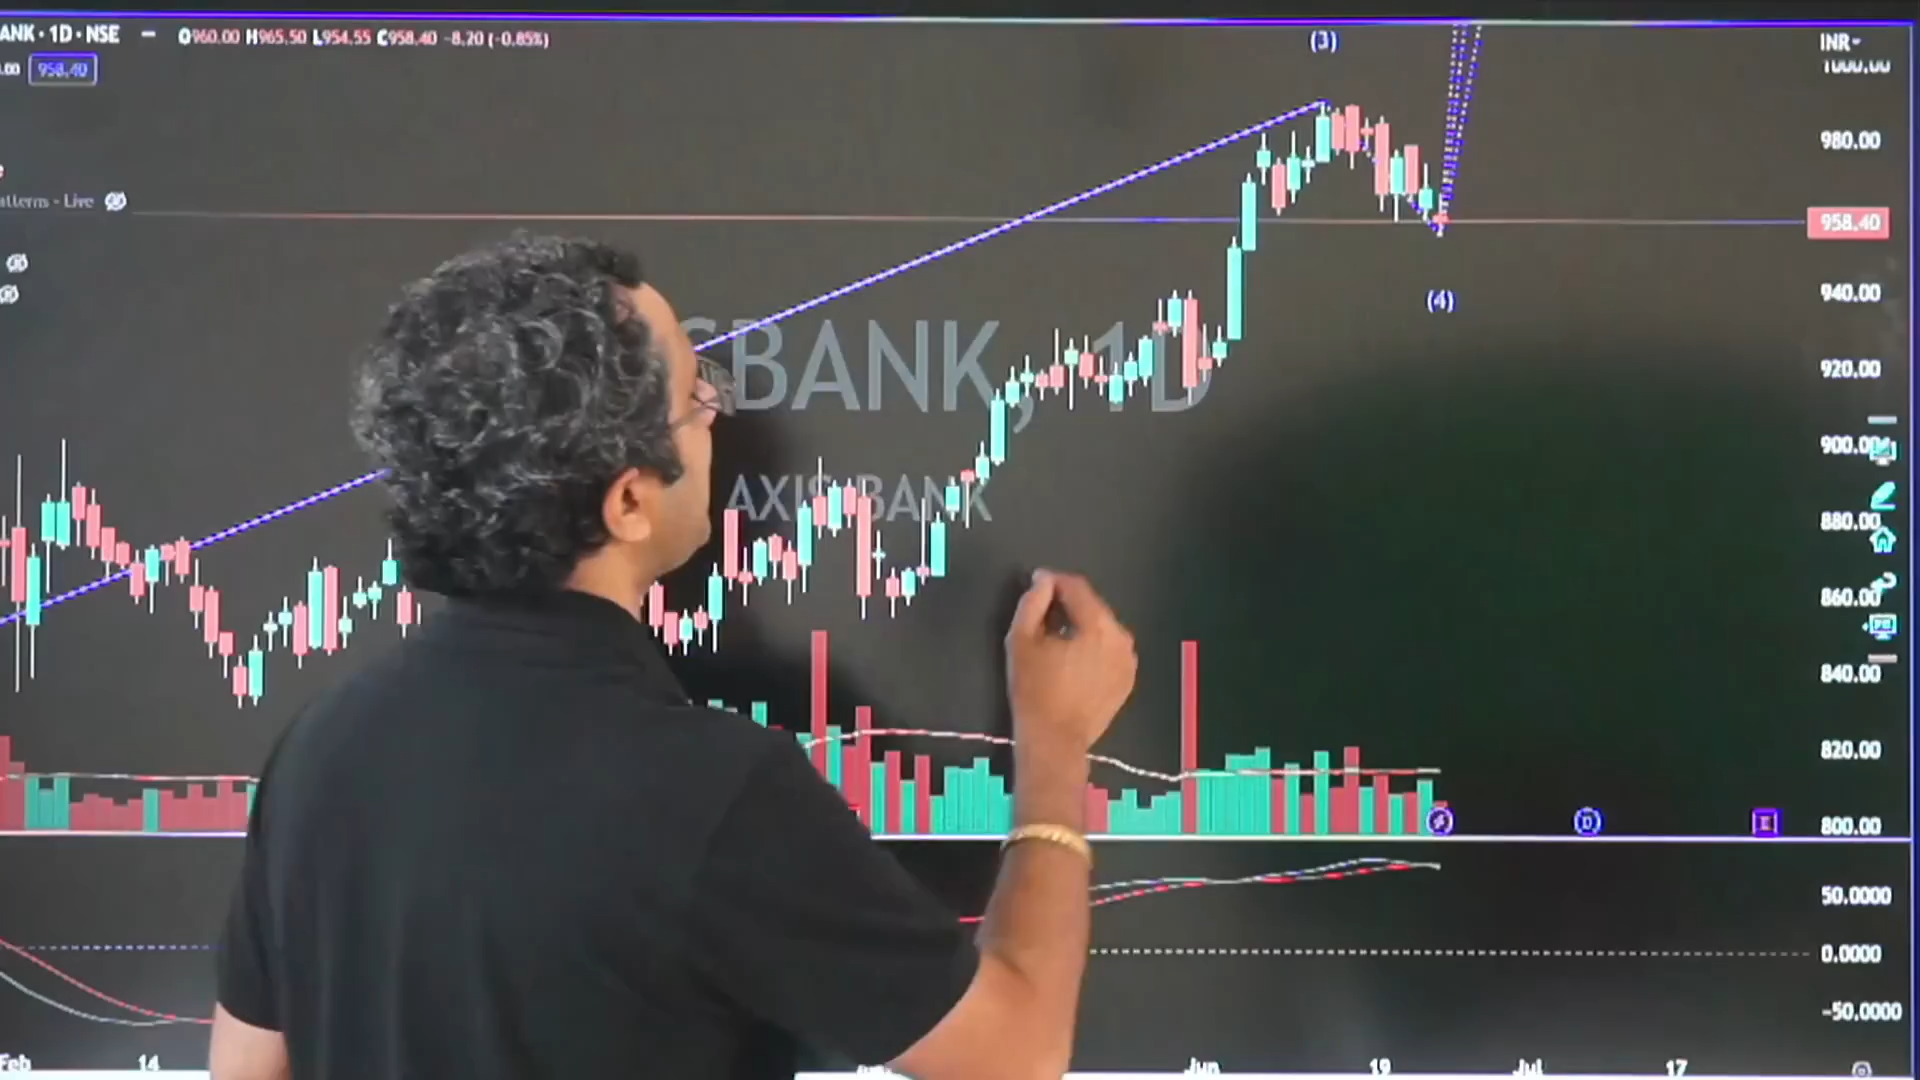 ANK · 1D · NSE O960.00 H965.50 L954.55 C958.40 -8.20 (-0.85%)
958.40
(3)
INR
1000.00
980.00
atterns - Live
958.40
940.00
(4)
SBANK, 1D
920.00
900.00
AXIS BANK
880.00
860.00
840.00
820.00
D
E
800.00
50.0000
0.0000
-50.0000
Feb 14 Jun 19 Jul 17